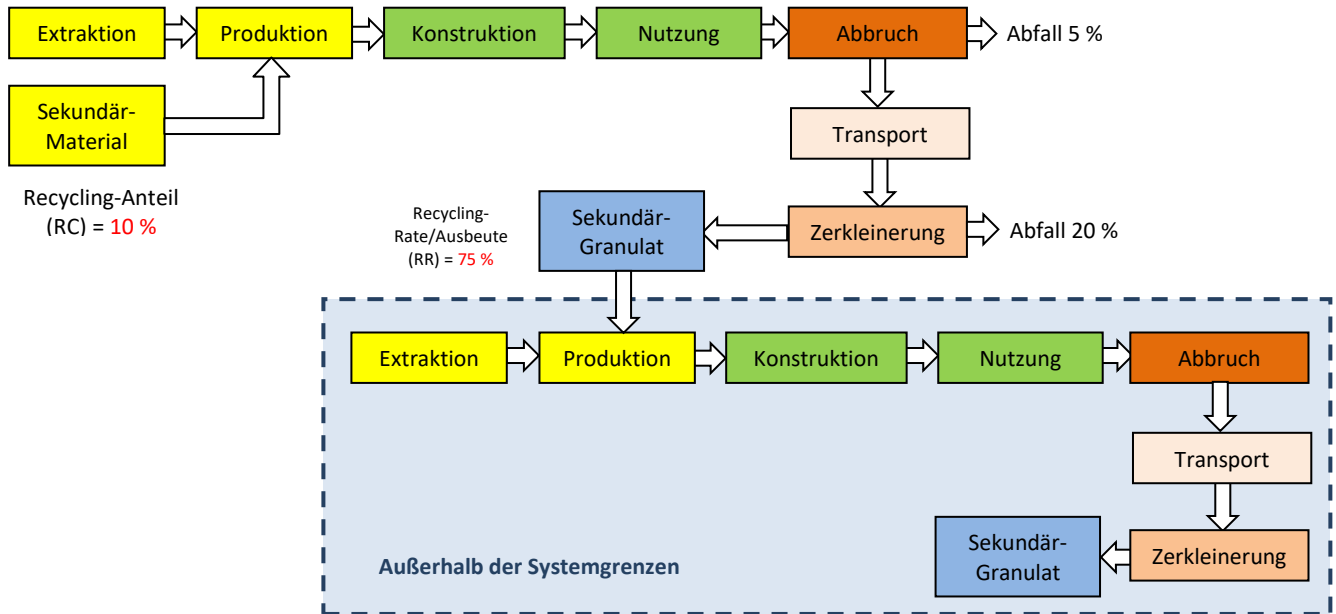 Extraktion
Produktion
Konstruktion
Nutzung
Abbruch
Abfall 5 %
Sekundär-
Material
Transport
Recycling-Anteil
(RC) = 10 %
Recycling-
Rate/Ausbeute
(RR) = 75 %
Sekundär-
Granulat
Zerkleinerung
Abfall 20 %
Extraktion
Produktion
Konstruktion
Nutzung
Abbruch
Transport
Außerhalb der Systemgrenzen
Sekundär-
Granulat
Zerkleinerung